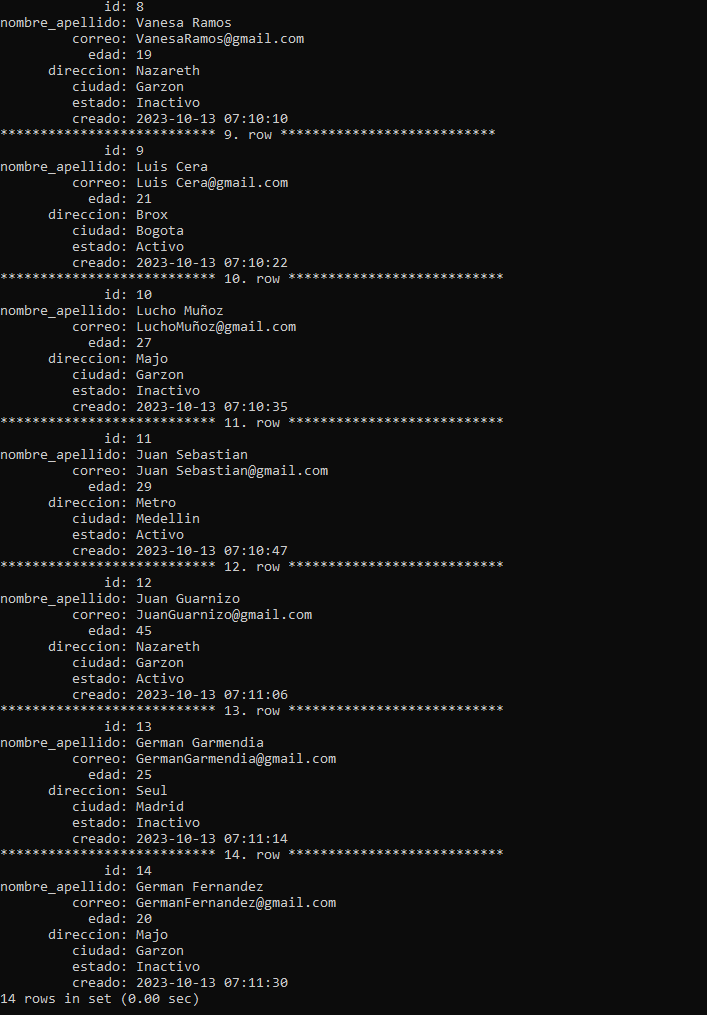 id: 8
nombre_apellido: Vanesa Ramos
correo: VanesaRamos@gmail.com
edad: 19
direccion: Nazareth
ciudad: Garzon
estado: Inactivo
creado: 2023-10-13 07:10:10
*************************** 9. row ***************************
id: 9
nombre_apellido: Luis Cera
correo: Luis Cera@gmail.com
edad: 21
direccion: Brox
ciudad: Bogota
estado: Activo
creado: 2023-10-13 07:10:22
*************************** 10. row ***************************
id: 10
nombre_apellido: Lucho Muñoz
correo: LuchoMuñoz@gmail.com
edad: 27
direccion: Majo
ciudad: Garzon
estado: Inactivo
creado: 2023-10-13 07:10:35
*************************** 11. row ***************************
id: 11
nombre_apellido: Juan Sebastian
correo: Juan Sebastian@gmail.com
edad: 29
direccion: Metro
ciudad: Medellin
estado: Activo
creado: 2023-10-13 07:10:47
*************************** 12. row ***************************
id: 12
nombre_apellido: Juan Guarnizo
correo: JuanGuarnizo@gmail.com
edad: 45
direccion: Nazareth
ciudad: Garzon
estado: Activo
creado: 2023-10-13 07:11:06
*************************** 13. row ***************************
id: 13
nombre_apellido: German Garmendia
correo: GermanGarmendia@gmail.com
edad: 25
direccion: Seul
ciudad: Madrid
estado: Inactivo
creado: 2023-10-13 07:11:14
*************************** 14. row ***************************
id: 14
nombre_apellido: German Fernandez
correo: GermanFernandez@gmail.com
edad: 20
direccion: Majo
ciudad: Garzon
estado: Inactivo
creado: 2023-10-13 07:11:30
14 rows in set (0.00 sec)